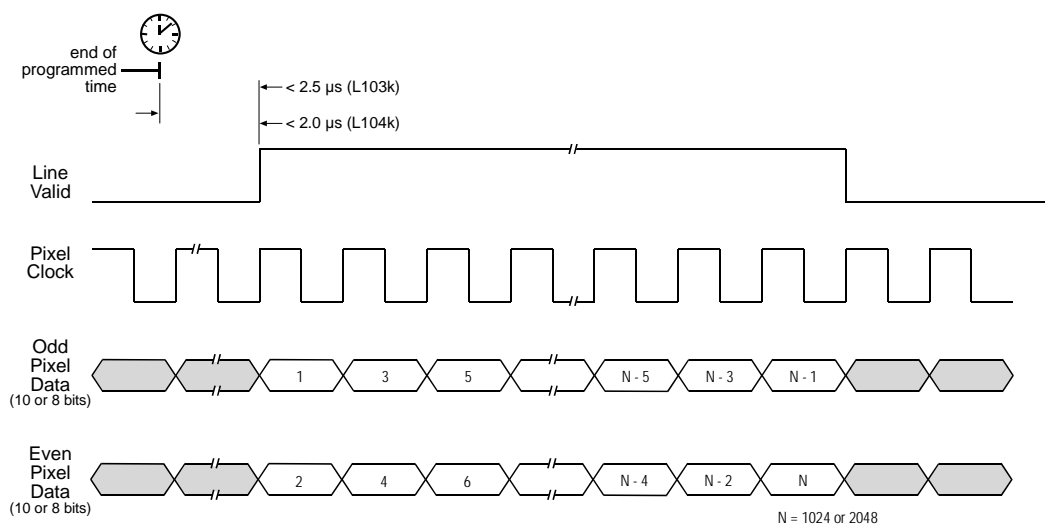 end of
programmed
time
< 2.5 µs (L103k)
< 2.0 µs (L104k)
Line
Valid
Pixel
Clock
Odd
Pixel
Data
(10 or 8 bits)
1 3 5 N - 5 N - 3 N - 1
Even
Pixel
Data
(10 or 8 bits)
2 4 6 N - 4 N - 2 N
N = 1024 or 2048